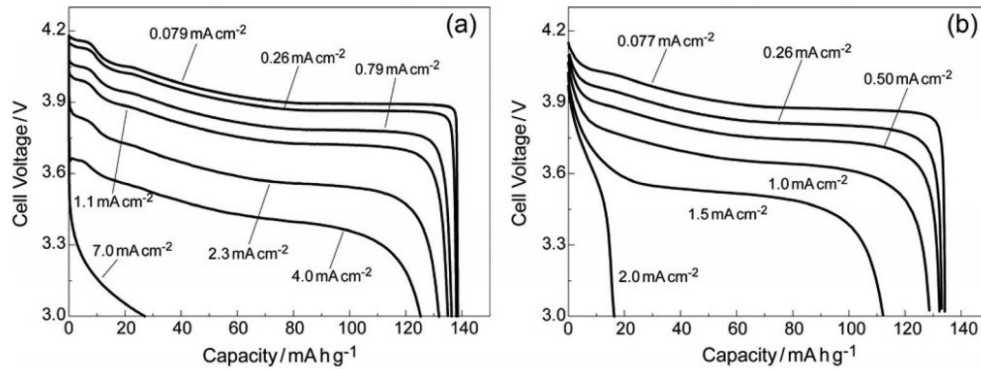 (a)
4.2
3.9
3.6
3.3
3.0
Cell Voltage / V
0.079 mA cm⁻²
0.26 mA cm⁻²
0.79 mA cm⁻²
1.1 mA cm⁻²
2.3 mA cm⁻²
4.0 mA cm⁻²
7.0 mA cm⁻²
0 20 40 60 80 100 120 140
Capacity / mA h g⁻¹
(b)
4.2
3.9
3.6
3.3
3.0
Cell Voltage / V
0.077 mA cm⁻²
0.26 mA cm⁻²
0.50 mA cm⁻²
1.0 mA cm⁻²
1.5 mA cm⁻²
2.0 mA cm⁻²
0 20 40 60 80 100 120 140
Capacity / mA h g⁻¹